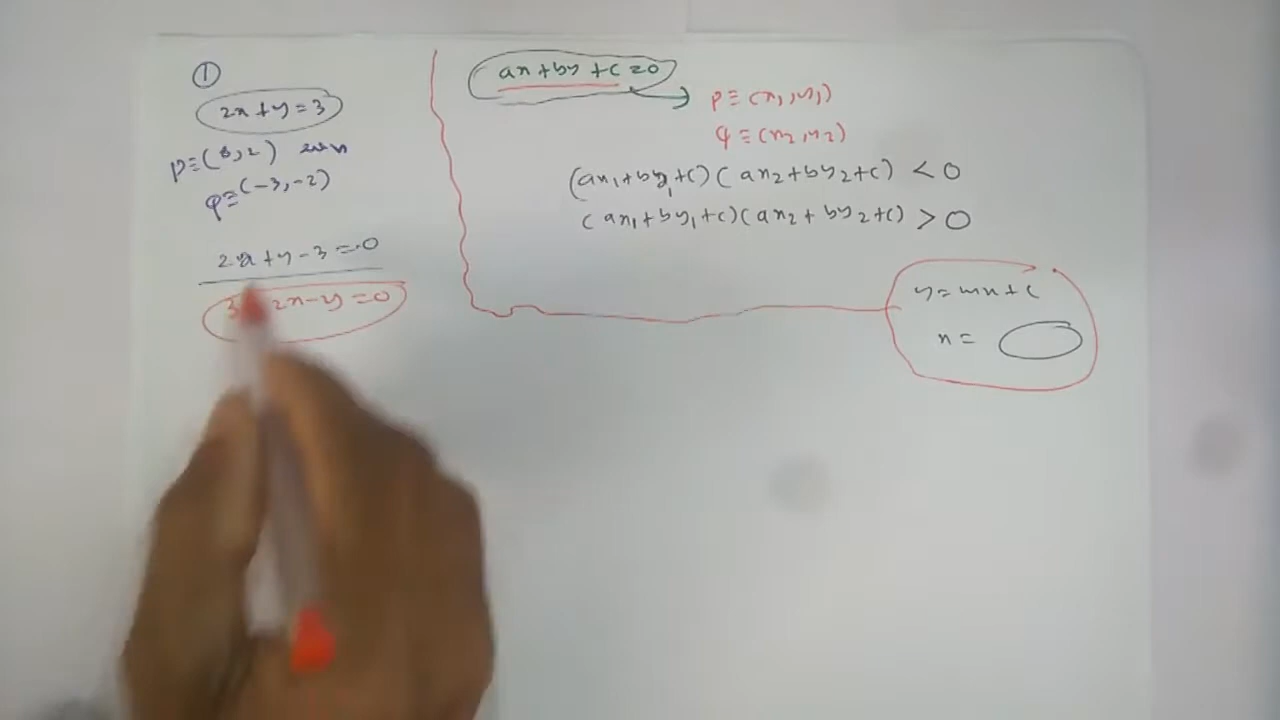 ①
2x+y=3
P≡(3,2)
Q≡(-3,-2)
2x+y-3=0
3-2x-y=0
ax+by+c=0
P≡(x₁,y₁)
Q≡(x₂,y₂)
(ax₁+by₁+c)(ax₂+by₂+c) <0
(ax₁+by₁+c)(ax₂+by₂+c) >0
y=mx+c
x=